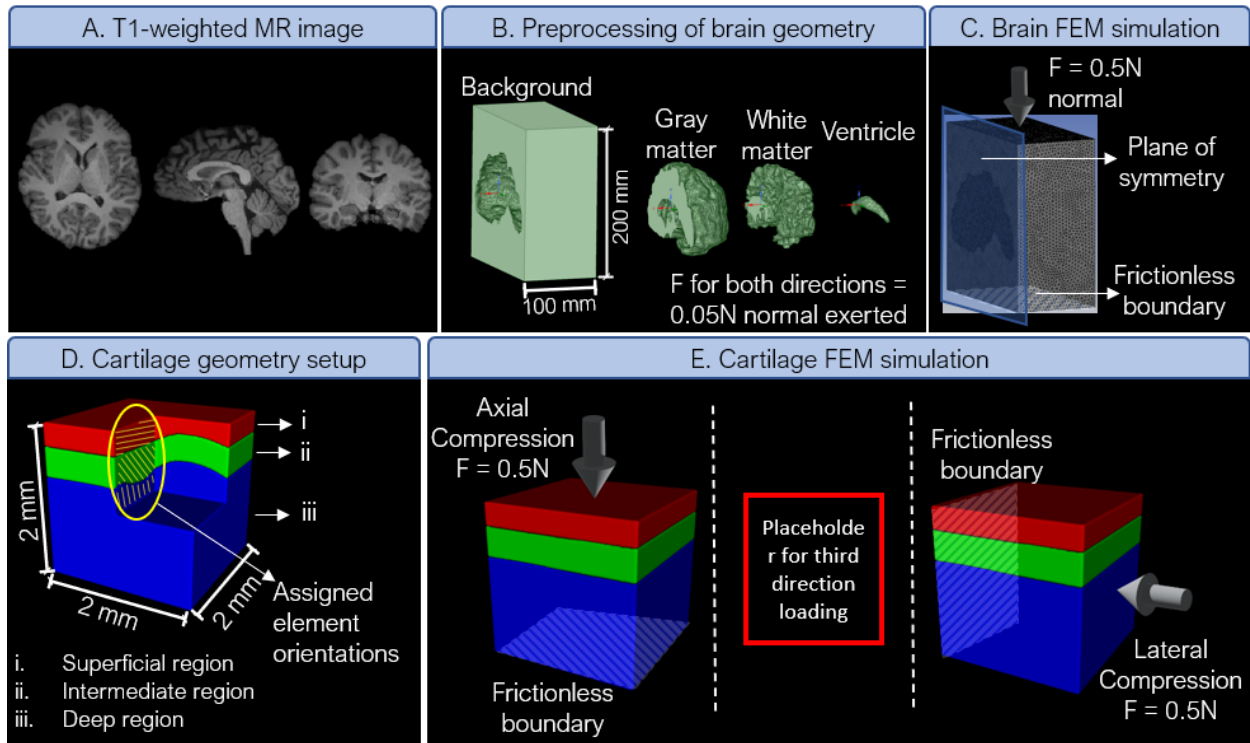 A. T1-weighted MR image
B. Preprocessing of brain geometry
Background
Gray
matter
White
matter
Ventricle
200 mm
100 mm
F for both directions =
0.05N normal exerted
C. Brain FEM simulation
F = 0.5N
normal
Plane of
symmetry
Frictionless
boundary
D. Cartilage geometry setup
i
ii
iii
2 mm
2 mm
2 mm
Assigned
element
orientations
i. Superficial region
ii. Intermediate region
iii. Deep region
E. Cartilage FEM simulation
Axial
Compression
F = 0.5N
Frictionless
boundary
Placeholde
r for third
direction
loading
Frictionless
boundary
Lateral
Compression
F = 0.5N